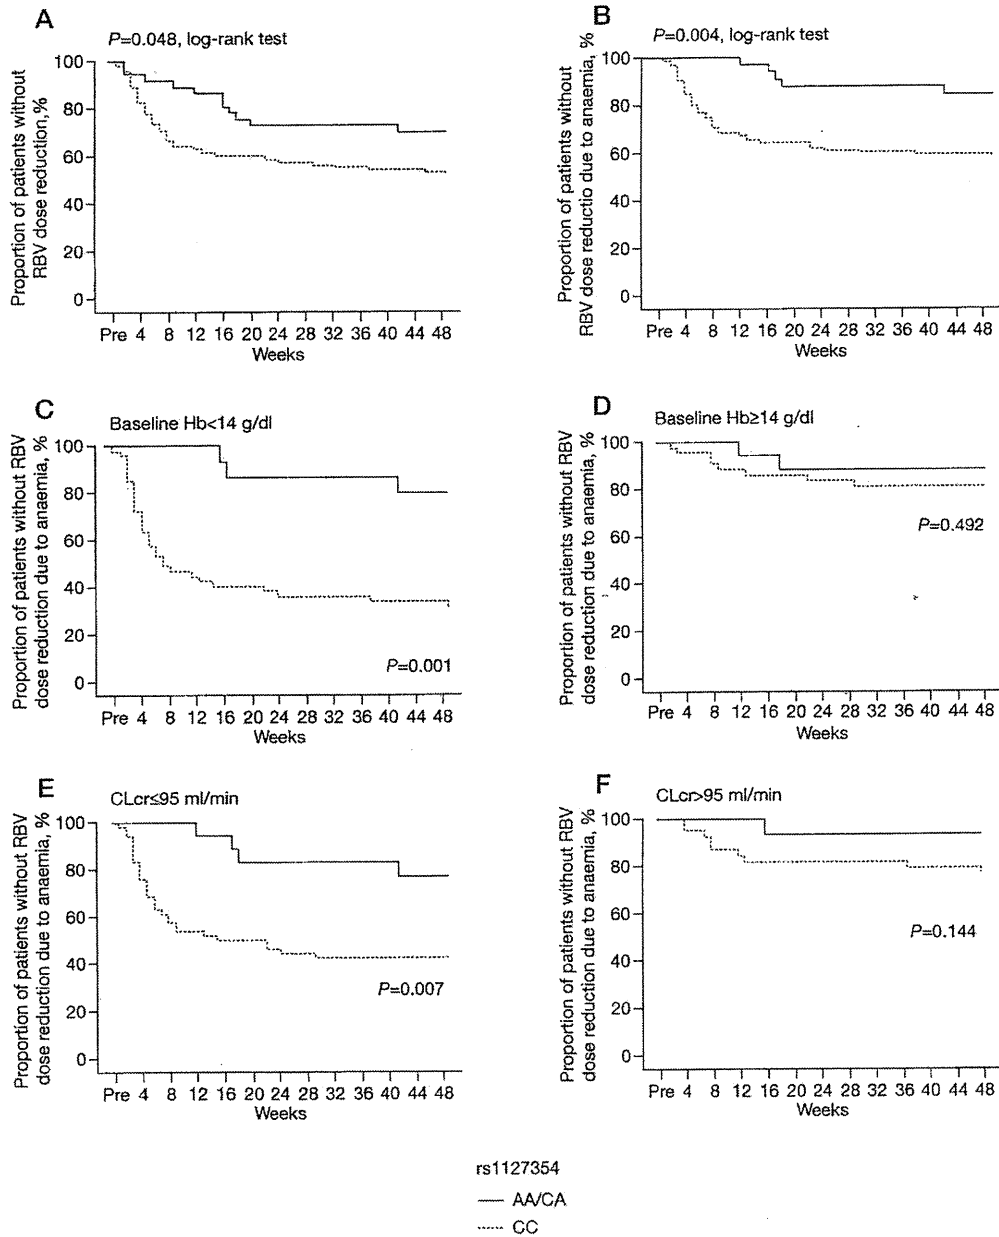 A
P=0.048, log-rank test
Proportion of patients without
RBV dose reduction,%
100
80
60
40
20
0
Pre 4 8 12 16 20 24 28 32 36 40 44 48
Weeks
B
P=0.004, log-rank test
Proportion of patients without
RBV dose reductio due to anaemia, %
100
80
60
40
20
0
Pre 4 8 12 16 20 24 28 32 36 40 44 48
Weeks
C
Baseline Hb<14 g/dl
Proportion of patients without RBV
dose reduction due to anaemia, %
100
80
60
40
20
0
P=0.001
Pre 4 8 12 16 20 24 28 32 36 40 44 48
Weeks
D
Baseline Hb≥14 g/dl
Proportion of patients without RBV
dose reduction due to anaemia, %
100
80
60
40
20
0
P=0.492
Pre 4 8 12 16 20 24 28 32 36 40 44 48
Weeks
E
CLcr≤95 ml/min
Proportion of patients without RBV
dose reduction due to anaemia, %
100
80
60
40
20
0
P=0.007
Pre 4 8 12 16 20 24 28 32 36 40 44 48
Weeks
F
CLcr>95 ml/min
Proportion of patients without RBV
dose reduction due to anaemia, %
100
80
60
40
20
0
P=0.144
Pre 4 8 12 16 20 24 28 32 36 40 44 48
Weeks
rs1127354
AA/CA
CC